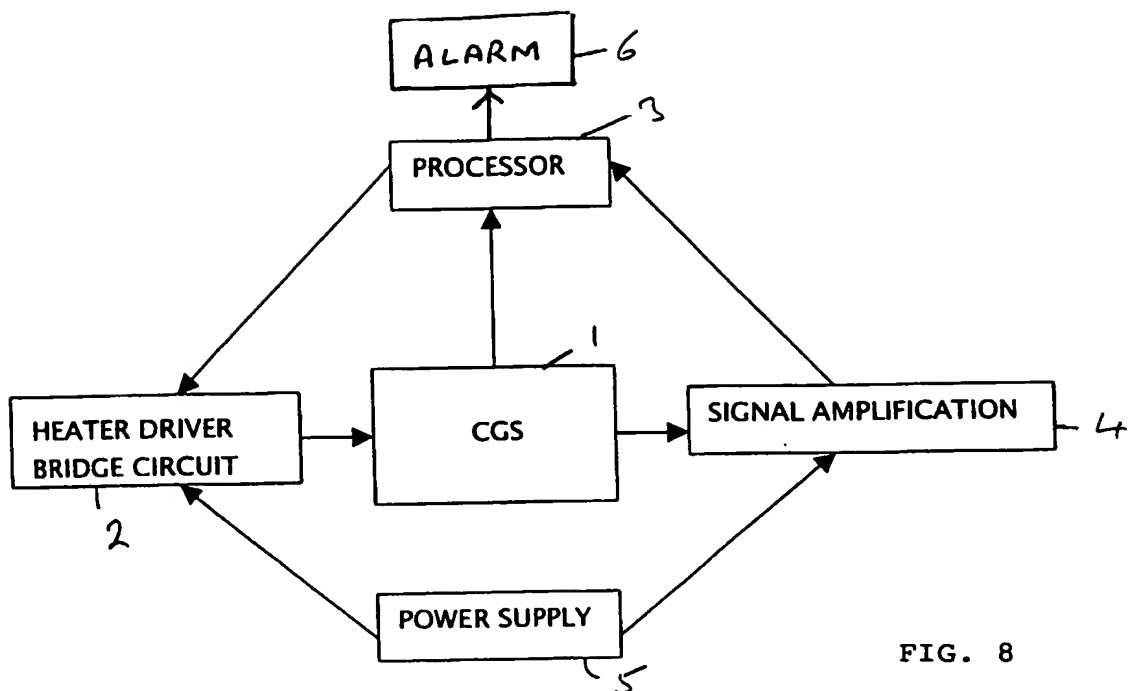 ALARM
6
3
PROCESSOR
1
HEATER DRIVER
BRIDGE CIRCUIT
CGS
SIGNAL AMPLIFICATION
4
2
POWER SUPPLY
5
FIG. 8